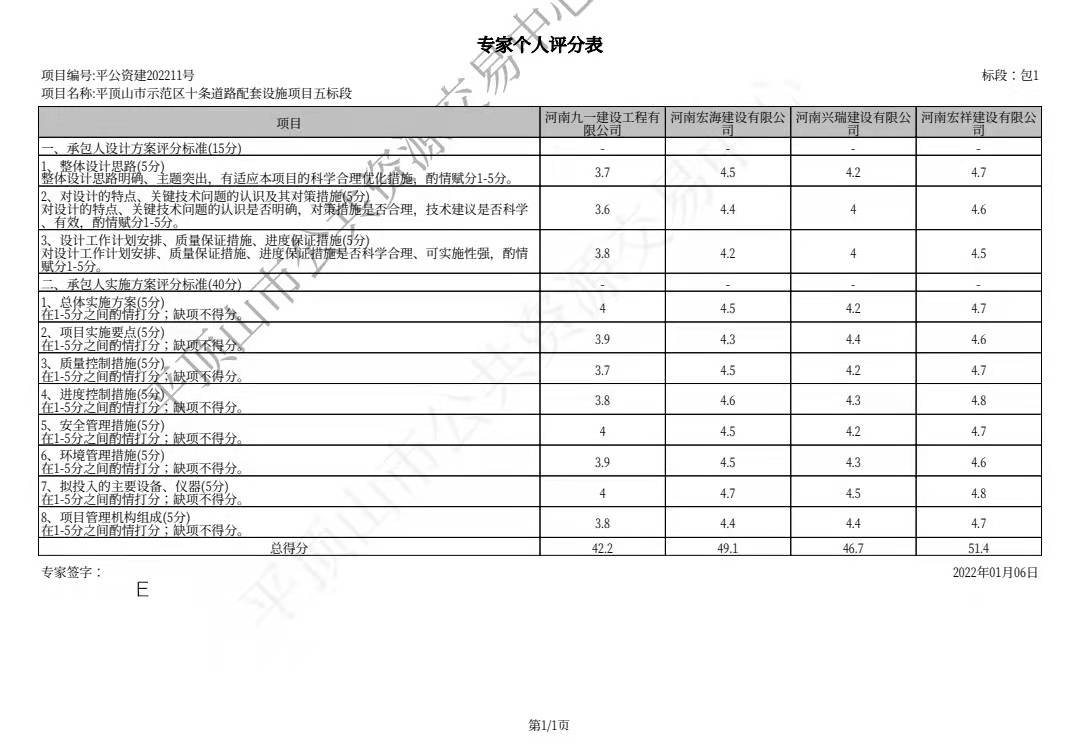 专家个人评分表
项目编号:平公资建202211号
标段：包1
项目名称:平顶山市示范区十条道路配套设施项目五标段
项目
河南九一建设工程有限公司
河南宏海建设有限公司
河南兴瑞建设有限公司
河南宏祥建设有限公司
一、承包人设计方案评分标准(15分) - - - -
1、整体设计思路(5分)
整体设计思路明确、主题突出，有适应本项目的科学合理优化措施，酌情赋分1-5分。
3.7 4.5 4.2 4.7
2、对设计的特点、关键技术问题的认识及其对策措施(5分)
对设计的特点、关键技术问题的认识是否明确，对策措施是否合理，技术建议是否科学
、有效，酌情赋分1-5分。
3.6 4.4 4 4.6
3、设计工作计划安排、质量保证措施、进度保证措施(5分)
对设计工作计划安排、质量保证措施、进度保证措施是否科学合理、可实施性强，酌情
赋分1-5分。
3.8 4.2 4 4.5
二、承包人实施方案评分标准(40分) - - - -
1、总体实施方案(5分)
在1-5分之间酌情打分；缺项不得分。
4 4.5 4.2 4.7
2、项目实施要点(5分)
在1-5分之间酌情打分；缺项不得分。
3.9 4.3 4.4 4.6
3、质量控制措施(5分)
在1-5分之间酌情打分；缺项不得分。
3.7 4.5 4.2 4.7
4、进度控制措施(5分)
在1-5分之间酌情打分；缺项不得分。
3.8 4.6 4.3 4.8
5、安全管理措施(5分)
在1-5分之间酌情打分；缺项不得分。
4 4.5 4.2 4.7
6、环境管理措施(5分)
在1-5分之间酌情打分；缺项不得分。
3.9 4.5 4.3 4.6
7、拟投入的主要设备、仪器(5分)
在1-5分之间酌情打分；缺项不得分。
4 4.7 4.5 4.8
8、项目管理机构组成(5分)
在1-5分之间酌情打分；缺项不得分。
3.8 4.4 4.4 4.7
总得分 42.2 49.1 46.7 51.4
专家签字：
2022年01月06日
E
第1/1页
平顶山市公共资源交易中心
平顶山市公共资源交易中心